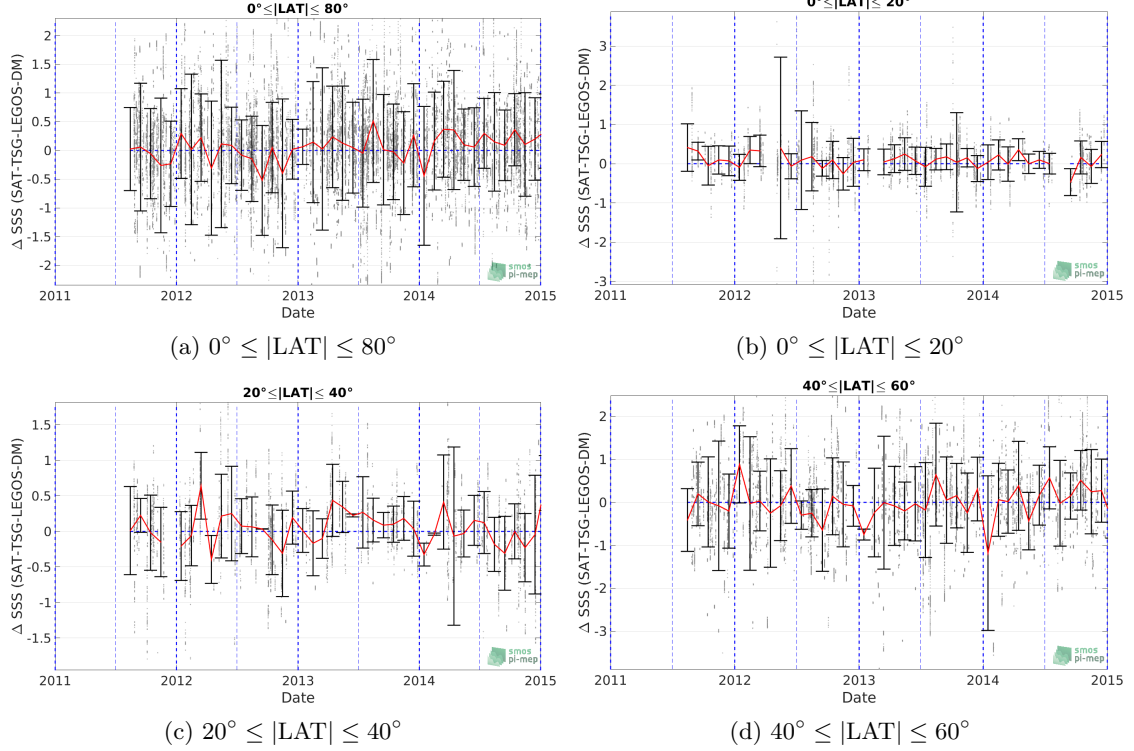 0°≤|LAT|≤ 80°
Δ SSS (SAT-TSG-LEGOS-DM)
2
1.5
1
0.5
0
-0.5
-1
-1.5
-2
2011
2012
2013
2014
2015
Date
smos
pi-mep
(a) 0° ≤ |LAT| ≤ 80°
0°≤|LAT|≤ 20°
Δ SSS (SAT-TSG-LEGOS-DM)
3
2
1
0
-1
-2
-3
2011
2012
2013
2014
2015
Date
smos
pi-mep
(b) 0° ≤ |LAT| ≤ 20°
20°≤|LAT|≤ 40°
Δ SSS (SAT-TSG-LEGOS-DM)
1.5
1
0.5
0
-0.5
-1
-1.5
2011
2012
2013
2014
2015
Date
smos
pi-mep
(c) 20° ≤ |LAT| ≤ 40°
40°≤|LAT|≤ 60°
Δ SSS (SAT-TSG-LEGOS-DM)
2
1
0
-1
-2
-3
2011
2012
2013
2014
2015
Date
smos
pi-mep
(d) 40° ≤ |LAT| ≤ 60°